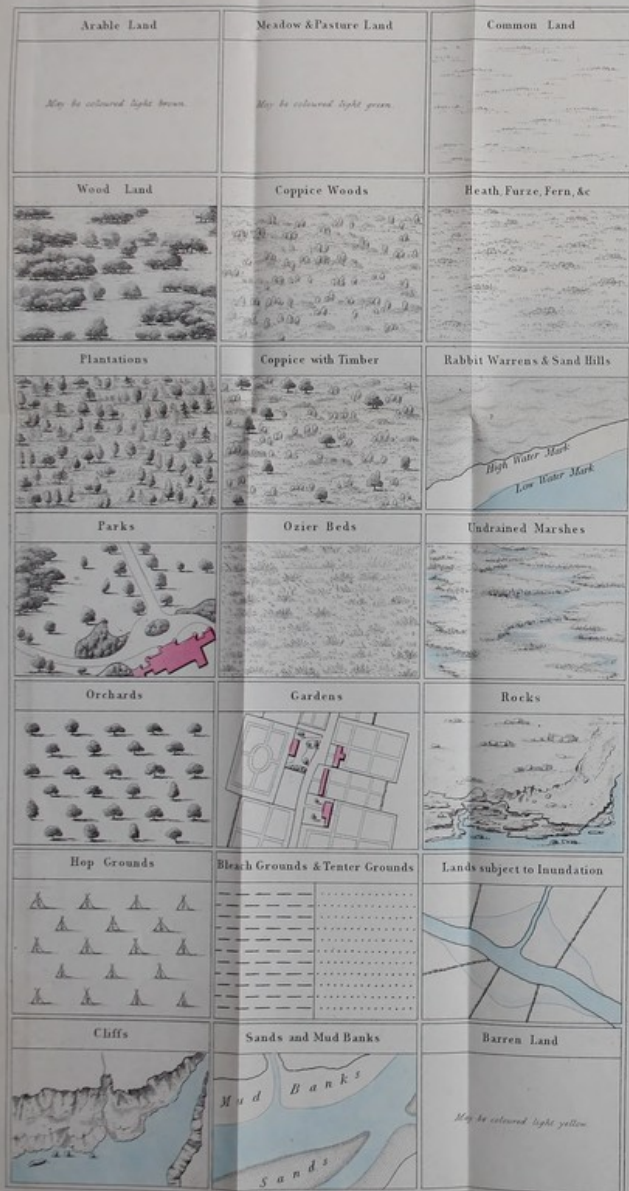 Arable Land
May be coloured light brown
Meadow & Pasture Land
May be coloured light green
Common Land
Wood Land
Coppice Woods
Heath, Furze, Fern, &c
Plantations
Coppice with Timber
Rabbit Warrens & Sand Hills
High Water Mark
Low Water Mark
Parks
Ozier Beds
Undrained Marshes
Orchards
Gardens
Rocks
Hop Grounds
Bleach Grounds & Tenter Grounds
Lands subject to Inundation
Cliffs
Sands and Mud Banks
Mud Banks
Sands
Barren Land
May be coloured light yellow